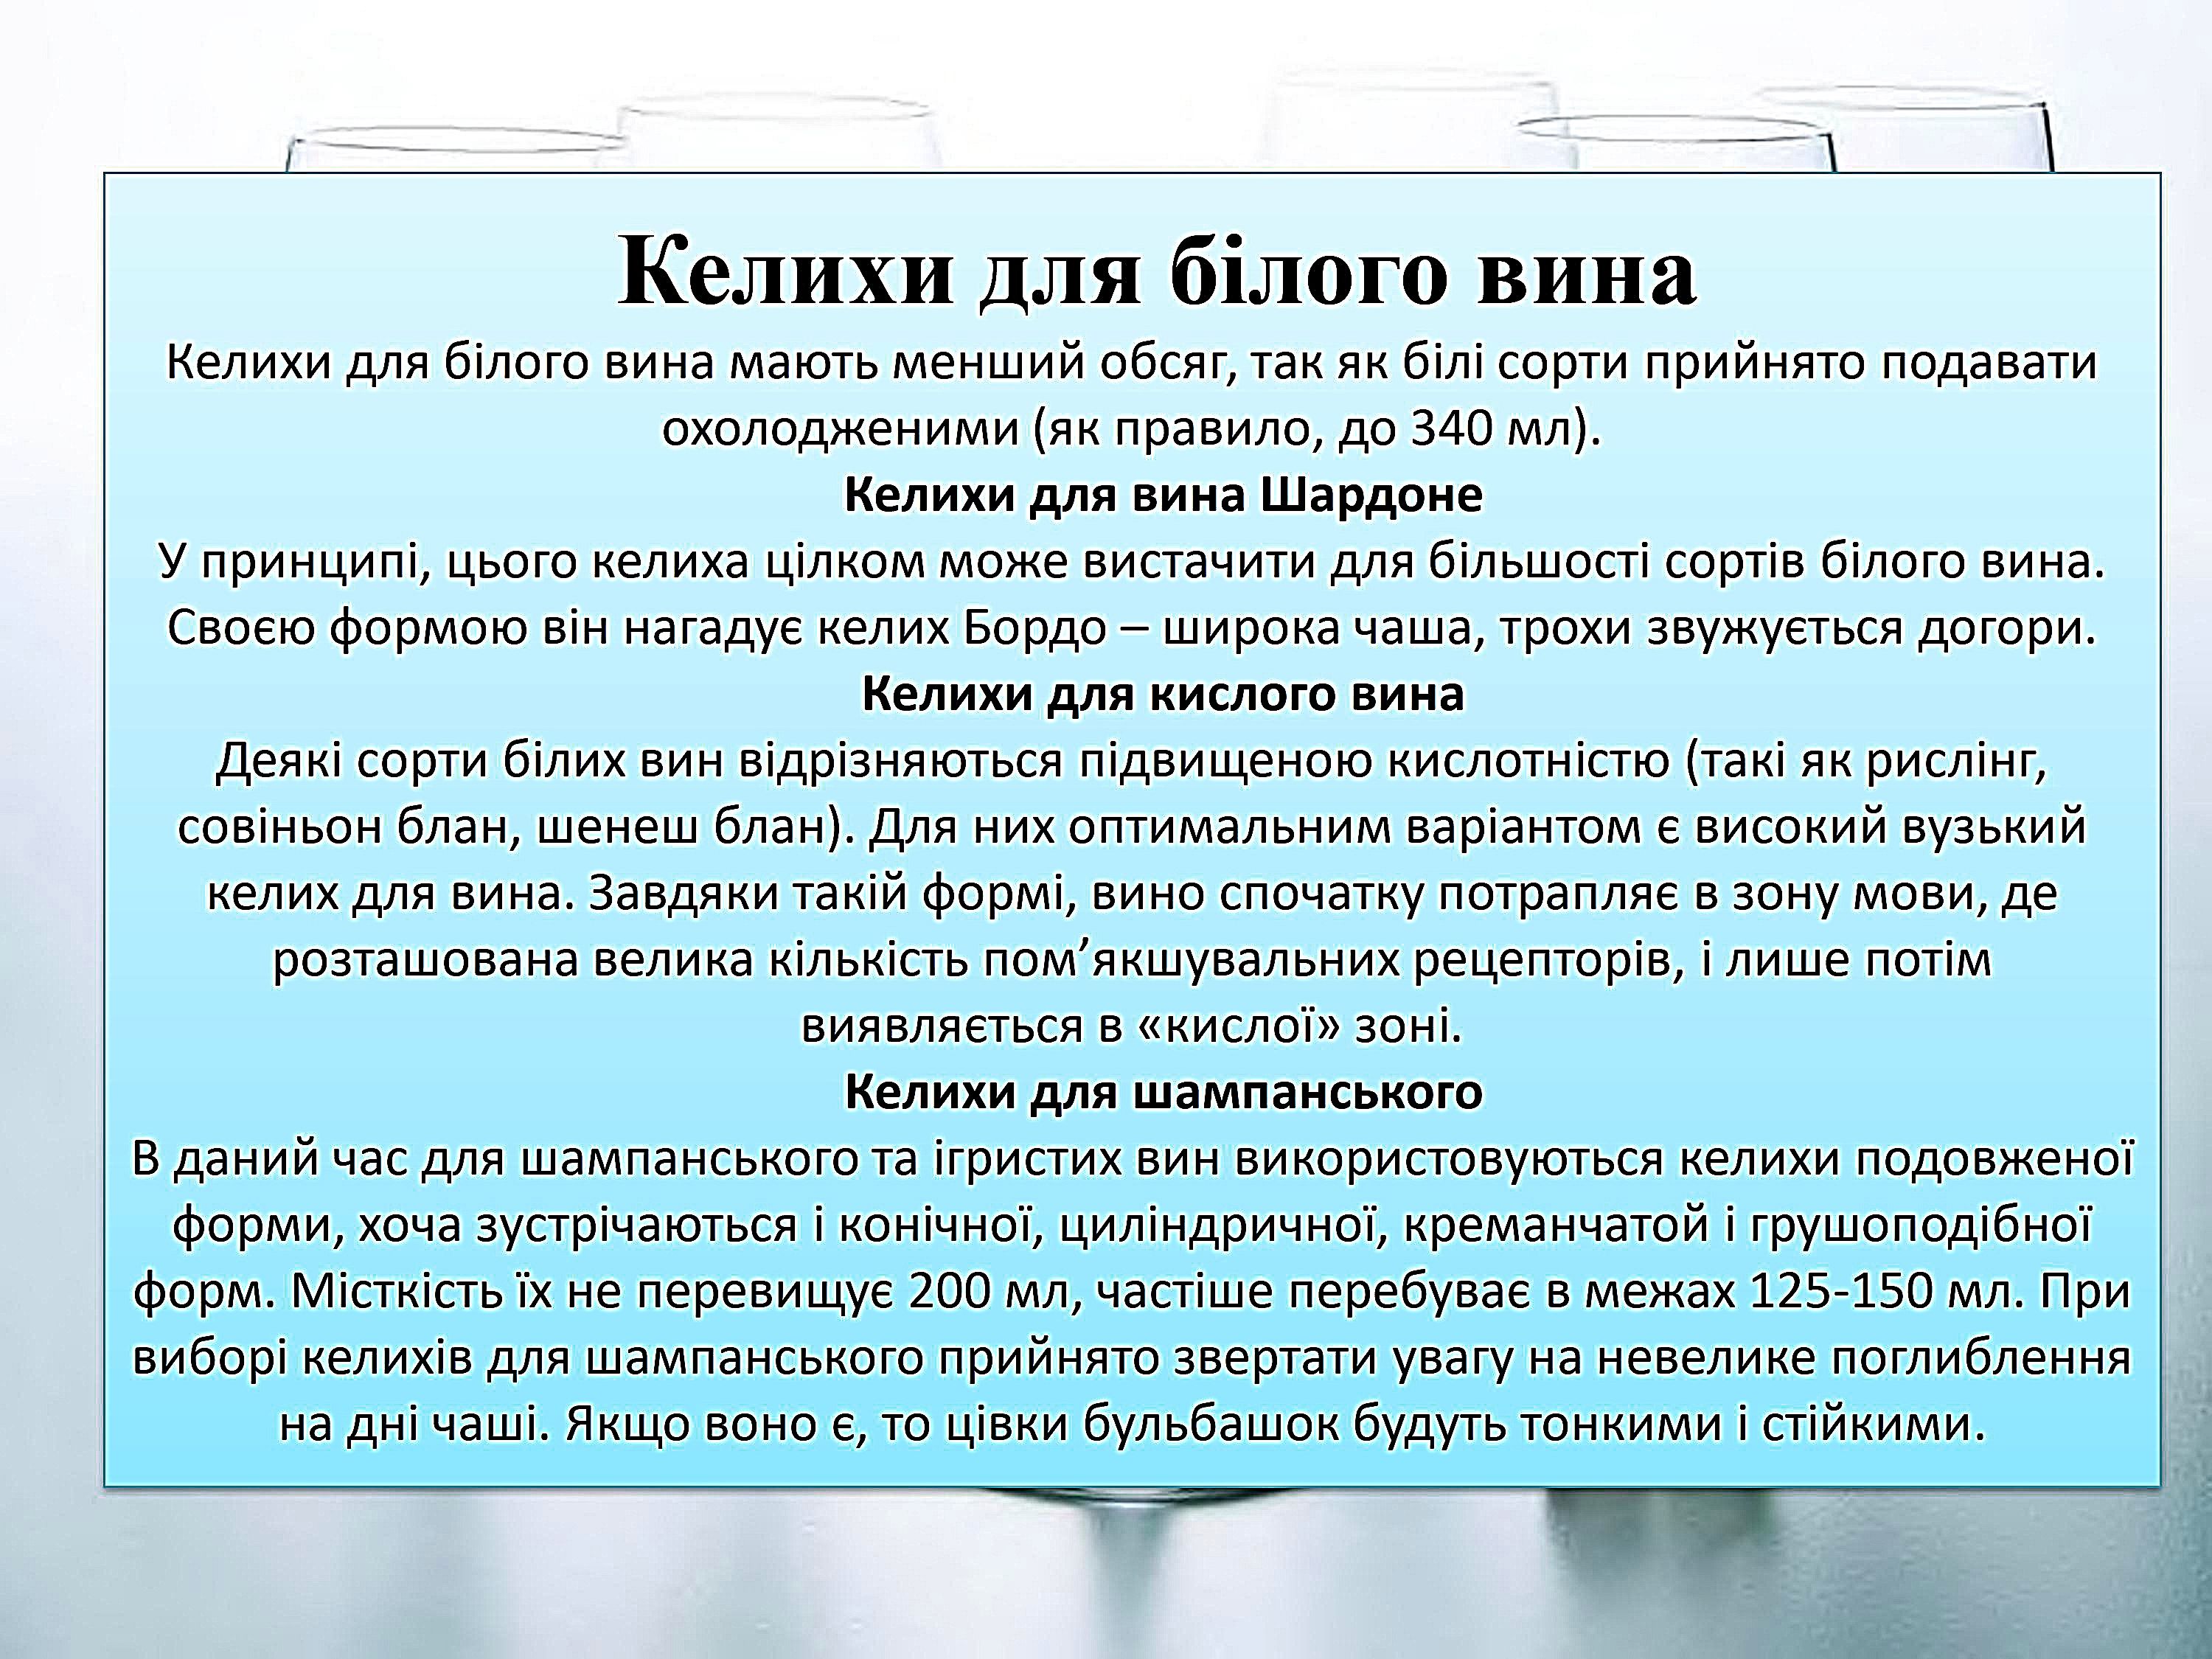 Келихи для білого вина
Келихи для білого вина мають менший обсяг, так як білі сорти прийнято подавати
охолодженими (як правило, до 340 мл).
Келихи для вина Шардоне
У принципі, цього келиха цілком може вистачити для більшості сортів білого вина.
Своєю формою він нагадує келих Бордо – широка чаша, трохи звужується догори.
Келихи для кислого вина
Деякі сорти білих вин відрізняються підвищеною кислотністю (такі як рислінг,
совіньон блан, шенеш блан). Для них оптимальним варіантом є високий вузький
келих для вина. Завдяки такій формі, вино спочатку потрапляє в зону мови, де
розташована велика кількість пом’якшувальних рецепторів, і лише потім
виявляється в «кислої» зоні.
Келихи для шампанського
В даний час для шампанського та ігристих вин використовуються келихи подовженої
форми, хоча зустрічаються і конічної, циліндричної, креманчатой і грушоподібної
форм. Місткість їх не перевищує 200 мл, частіше перебуває в межах 125-150 мл. При
виборі келихів для шампанського прийнято звертати увагу на невелике поглиблення
на дні чаші. Якщо воно є, то цівки бульбашок будуть тонкими і стійкими.